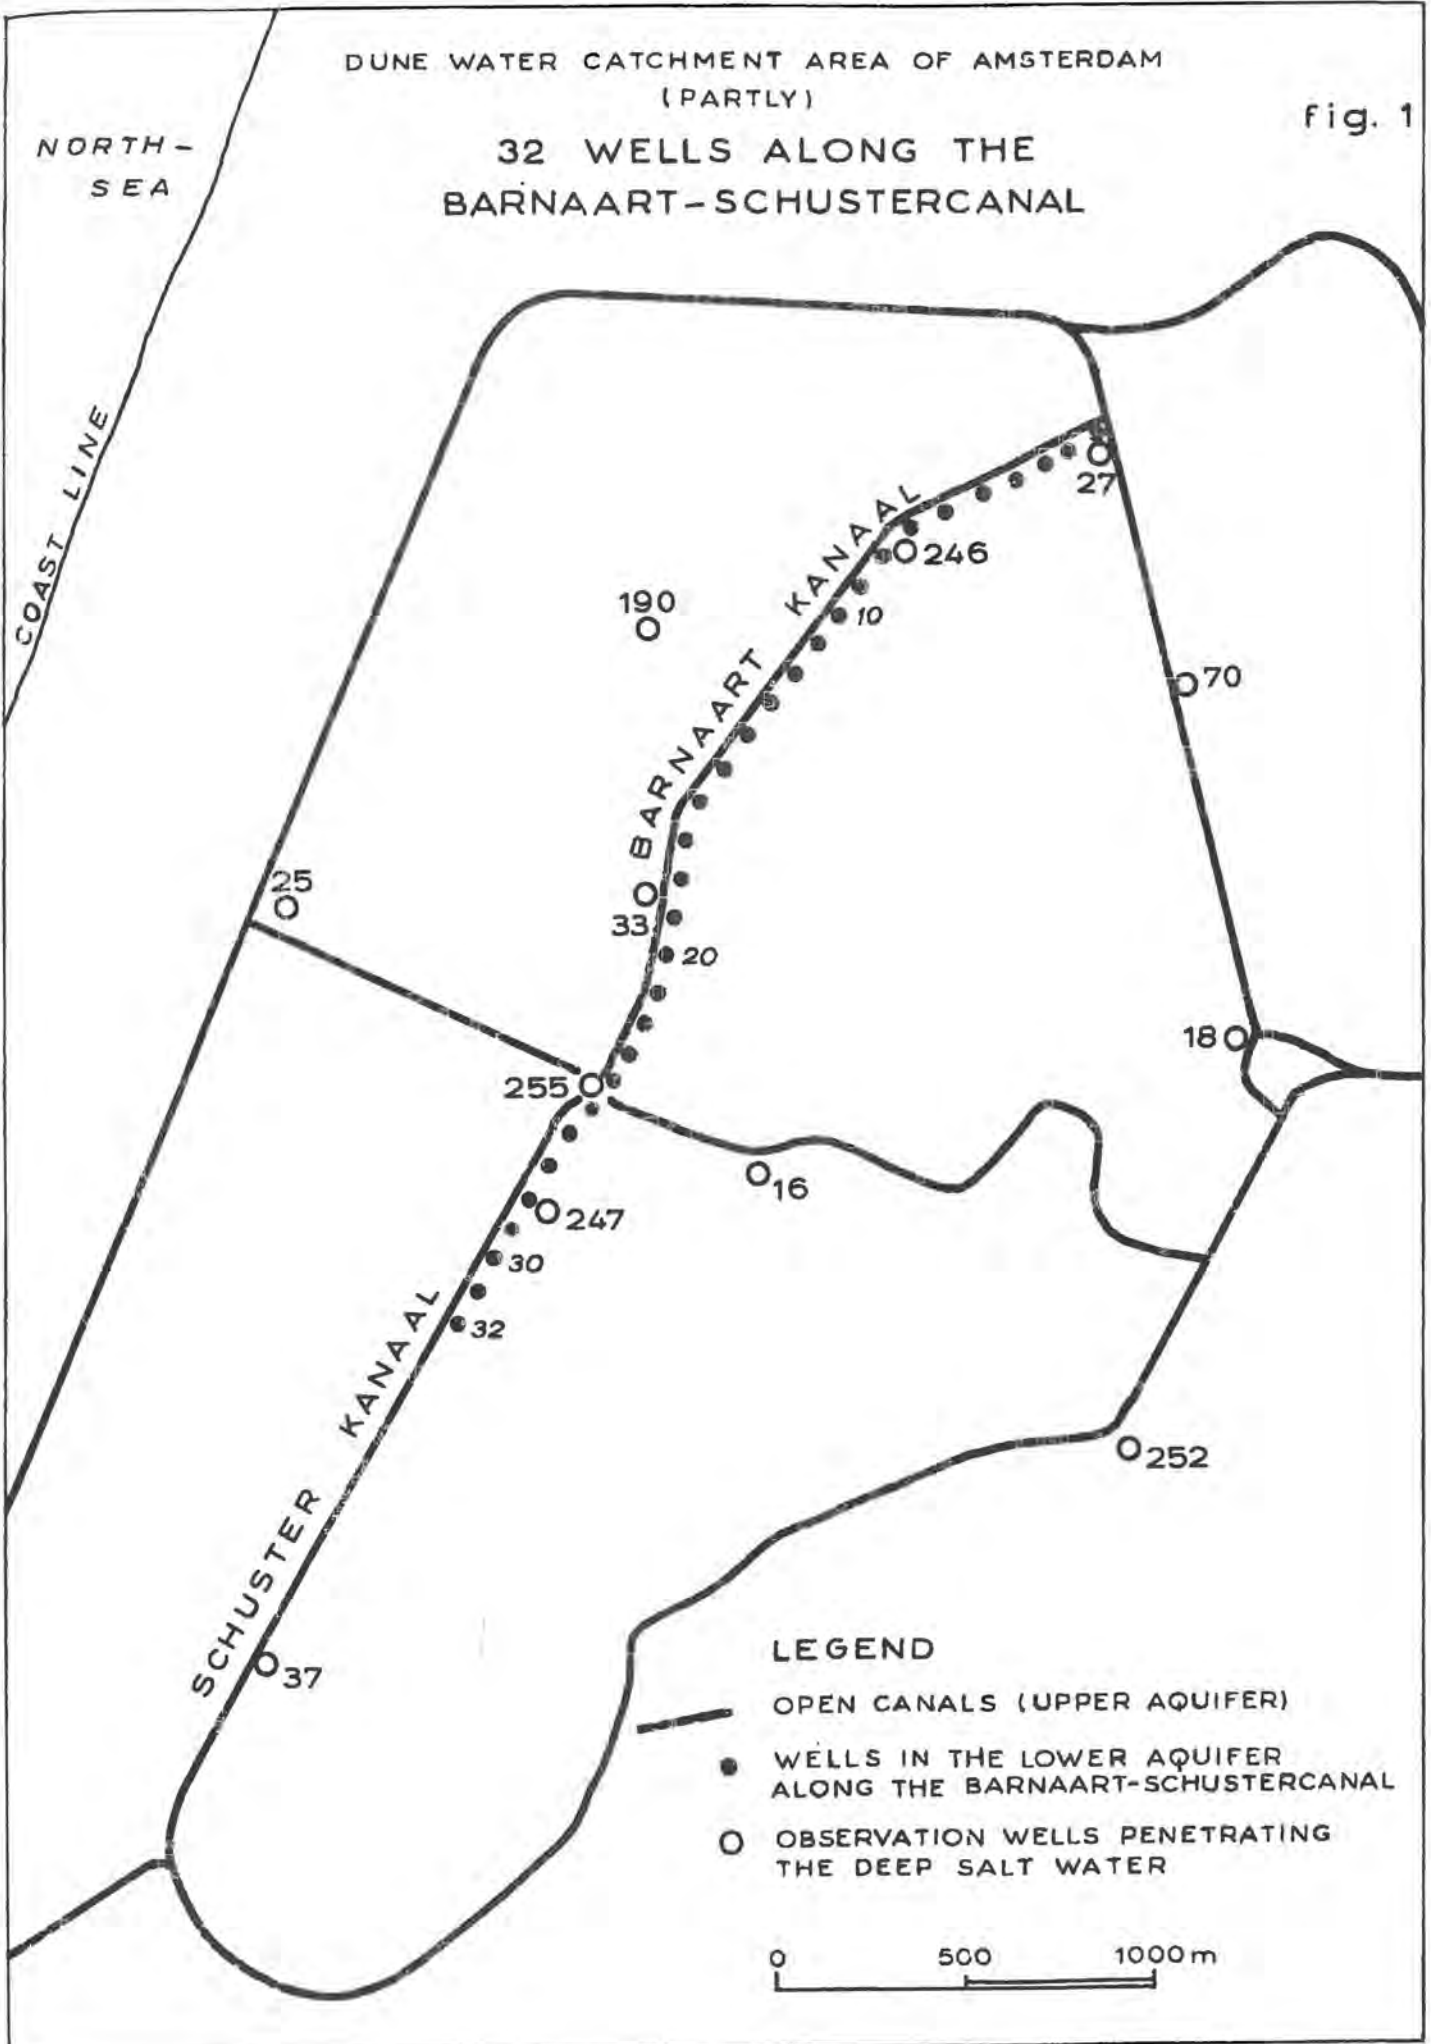 DUNE WATER CATCHMENT AREA OF AMSTERDAM
(PARTLY)
fig. 1
32 WELLS ALONG THE
BARNAART-SCHUSTERCANAL
NORTH-
SEA
COAST LINE
27
BARNAART KANAAL
246
190
10
70
25
33
20
18
255
16
247
30
32
SCHUSTER KANAAL
252
37
LEGEND
OPEN CANALS (UPPER AQUIFER)
WELLS IN THE LOWER AQUIFER
ALONG THE BARNAART-SCHUSTERCANAL
OBSERVATION WELLS PENETRATING
THE DEEP SALT WATER
0 500 1000m